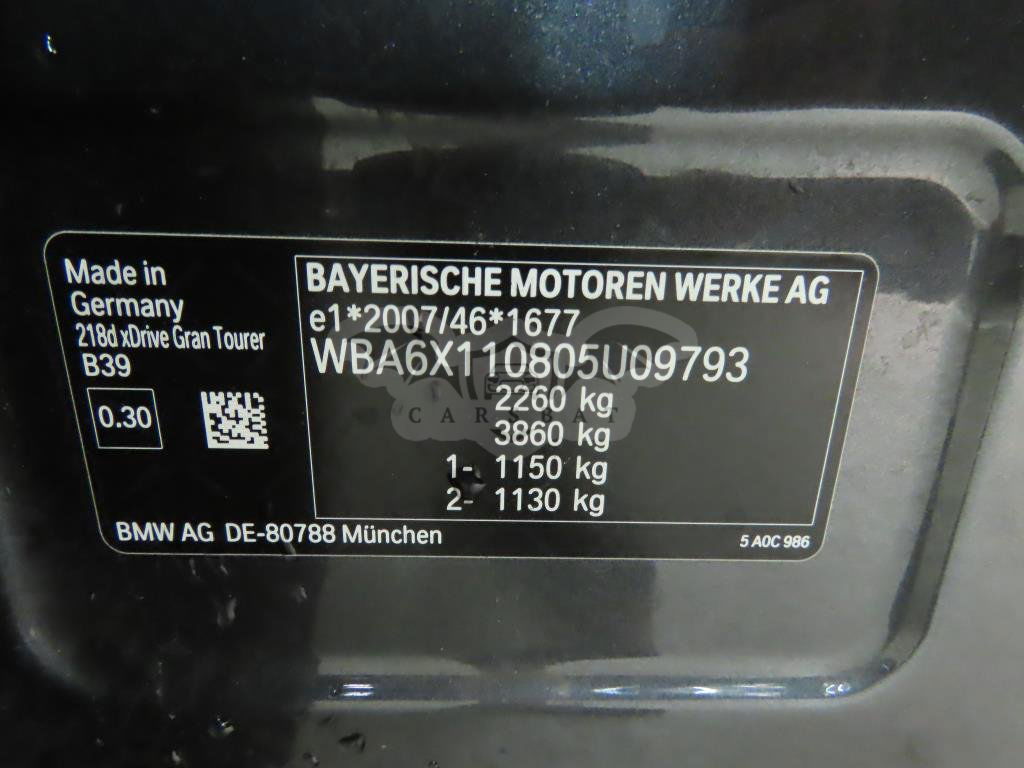 Made in
Germany
218d xDrive Gran Tourer
B39
0.30
BAYERISCHE MOTOREN WERKE AG
e1*2007/46*1677
WBA6X110805U09793
2260 kg
CARSBAT
3860 kg
1- 1150 kg
2- 1130 kg
BMW AG DE-80788 München
5 A0C 986